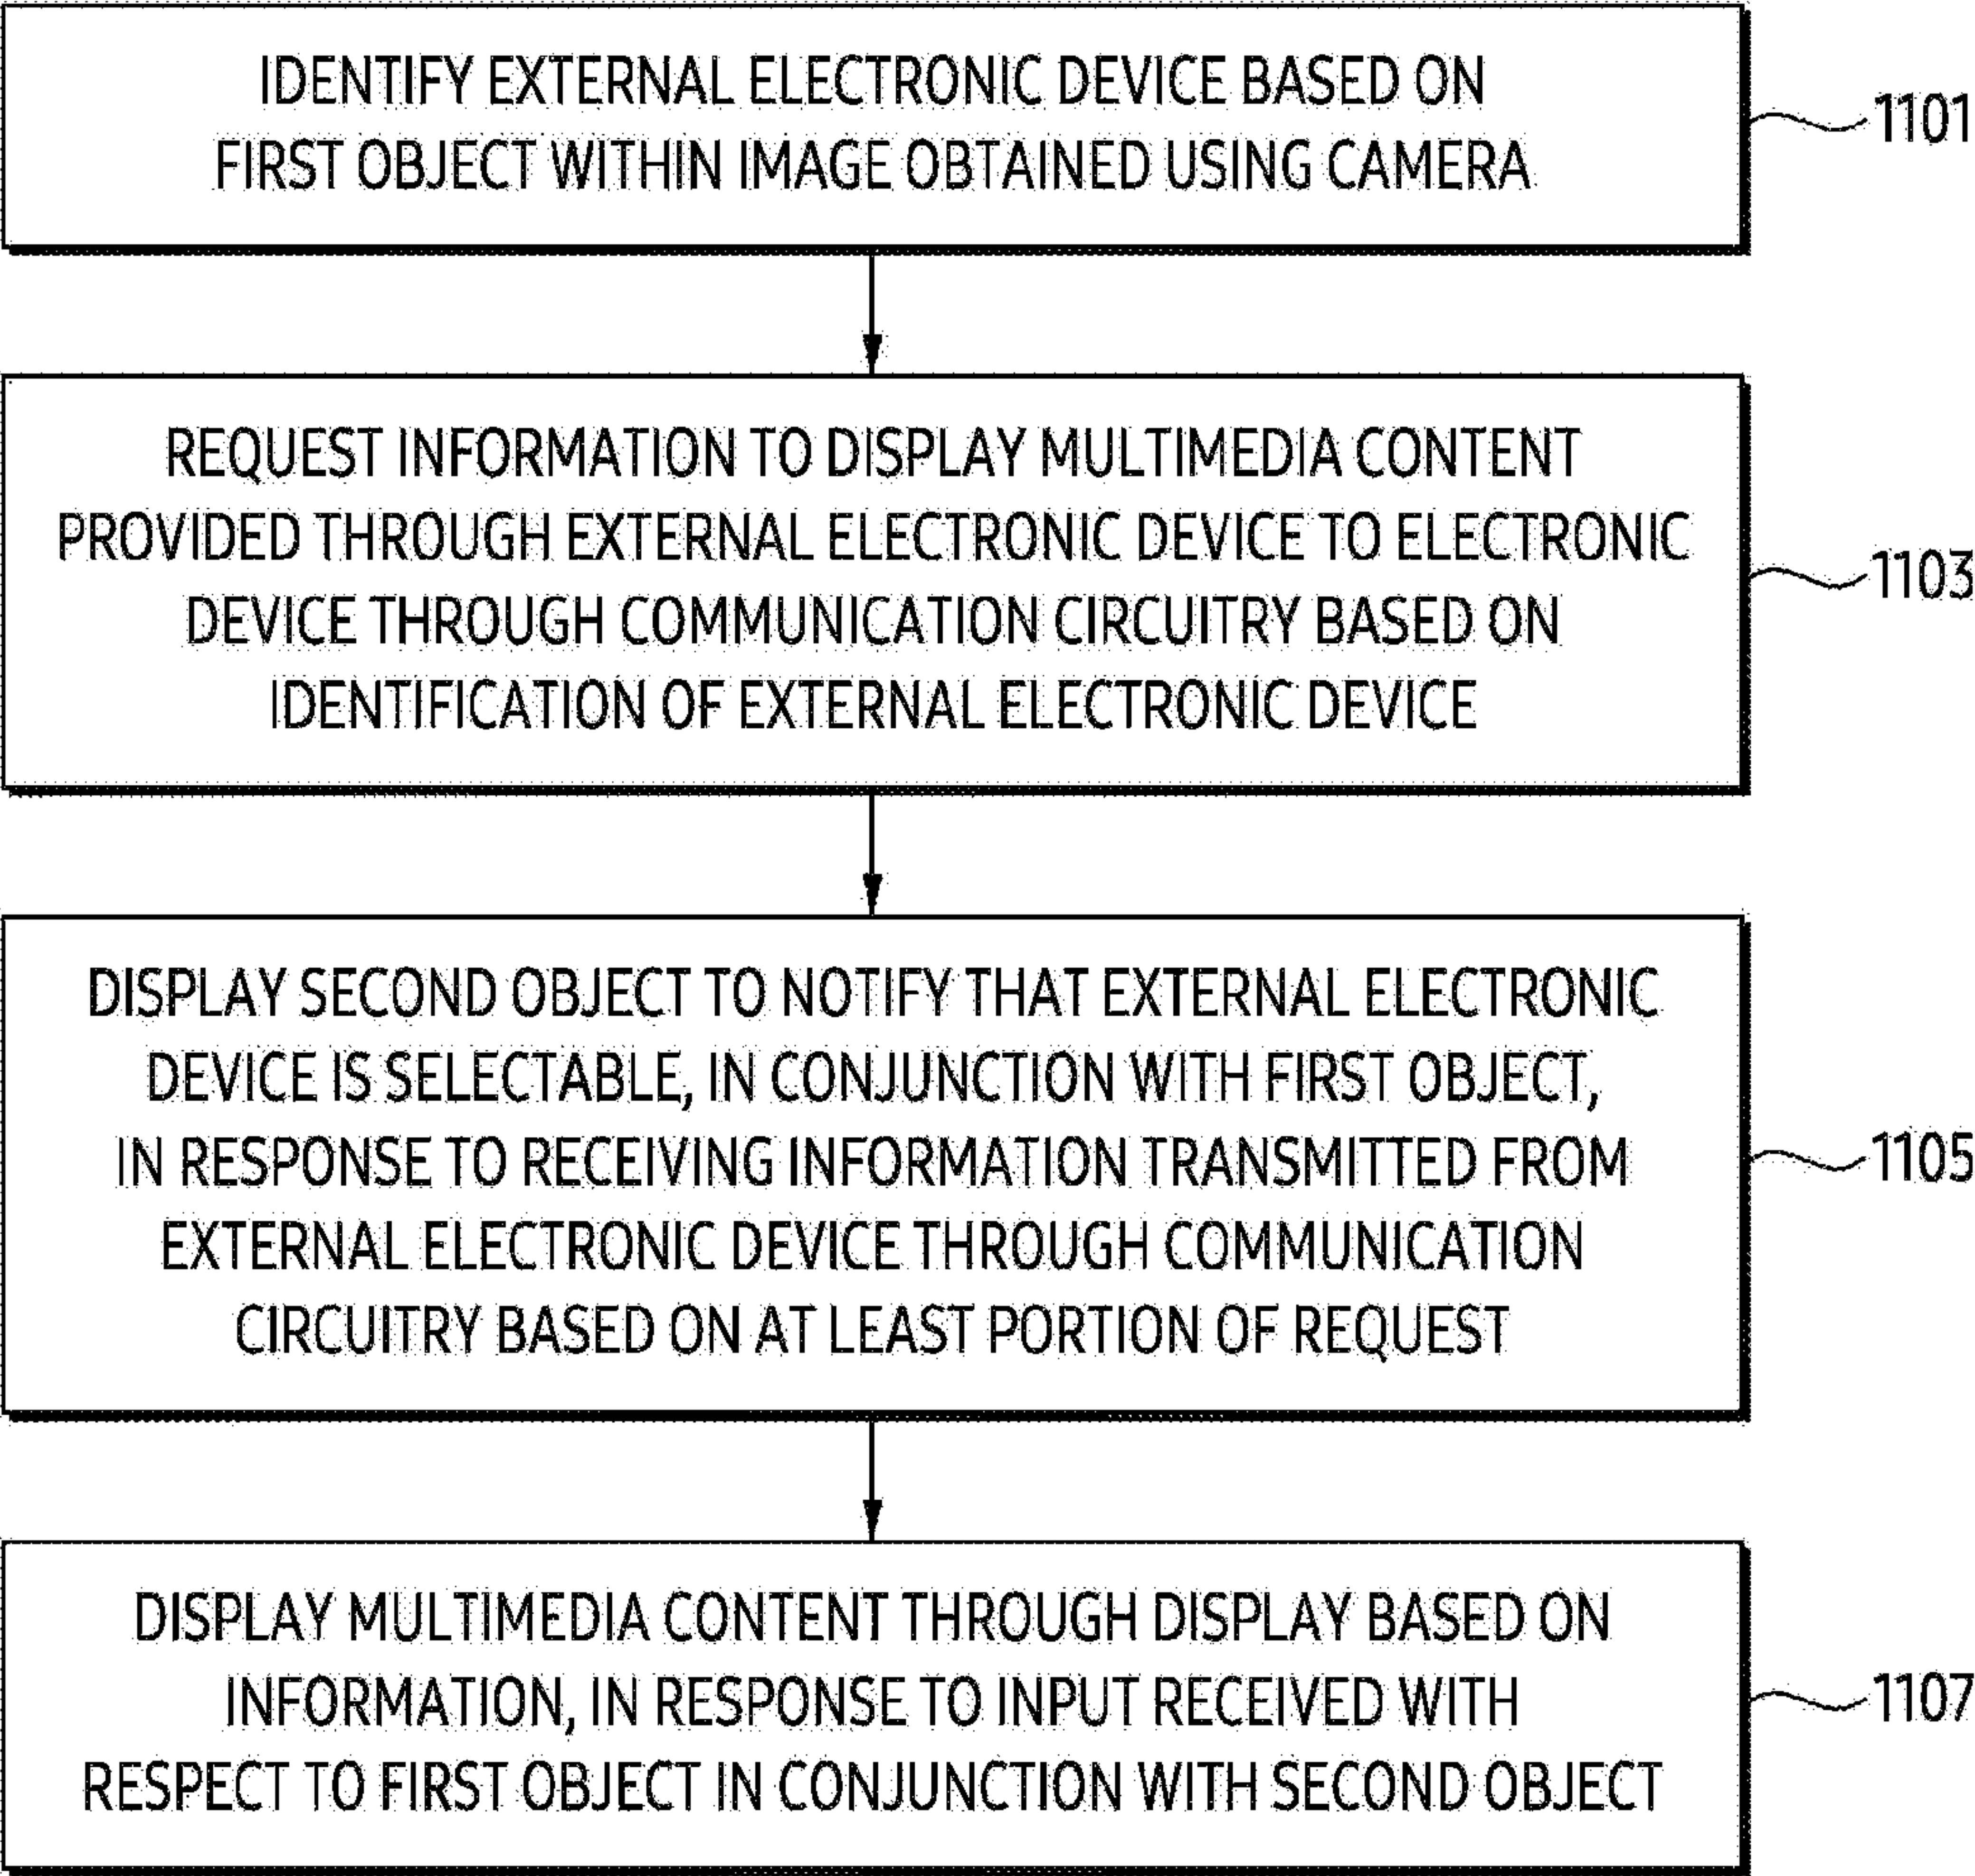 IDENTIFY EXTERNAL ELECTRONIC DEVICE BASED ON
FIRST OBJECT WITHIN IMAGE OBTAINED USING CAMERA
1101
REQUEST INFORMATION TO DISPLAY MULTIMEDIA CONTENT
PROVIDED THROUGH EXTERNAL ELECTRONIC DEVICE TO ELECTRONIC
DEVICE THROUGH COMMUNICATION CIRCUITRY BASED ON
IDENTIFICATION OF EXTERNAL ELECTRONIC DEVICE
1103
DISPLAY SECOND OBJECT TO NOTIFY THAT EXTERNAL ELECTRONIC
DEVICE IS SELECTABLE, IN CONJUNCTION WITH FIRST OBJECT,
IN RESPONSE TO RECEIVING INFORMATION TRANSMITTED FROM
EXTERNAL ELECTRONIC DEVICE THROUGH COMMUNICATION
CIRCUITRY BASED ON AT LEAST PORTION OF REQUEST
1105
DISPLAY MULTIMEDIA CONTENT THROUGH DISPLAY BASED ON
INFORMATION, IN RESPONSE TO INPUT RECEIVED WITH
RESPECT TO FIRST OBJECT IN CONJUNCTION WITH SECOND OBJECT
1107